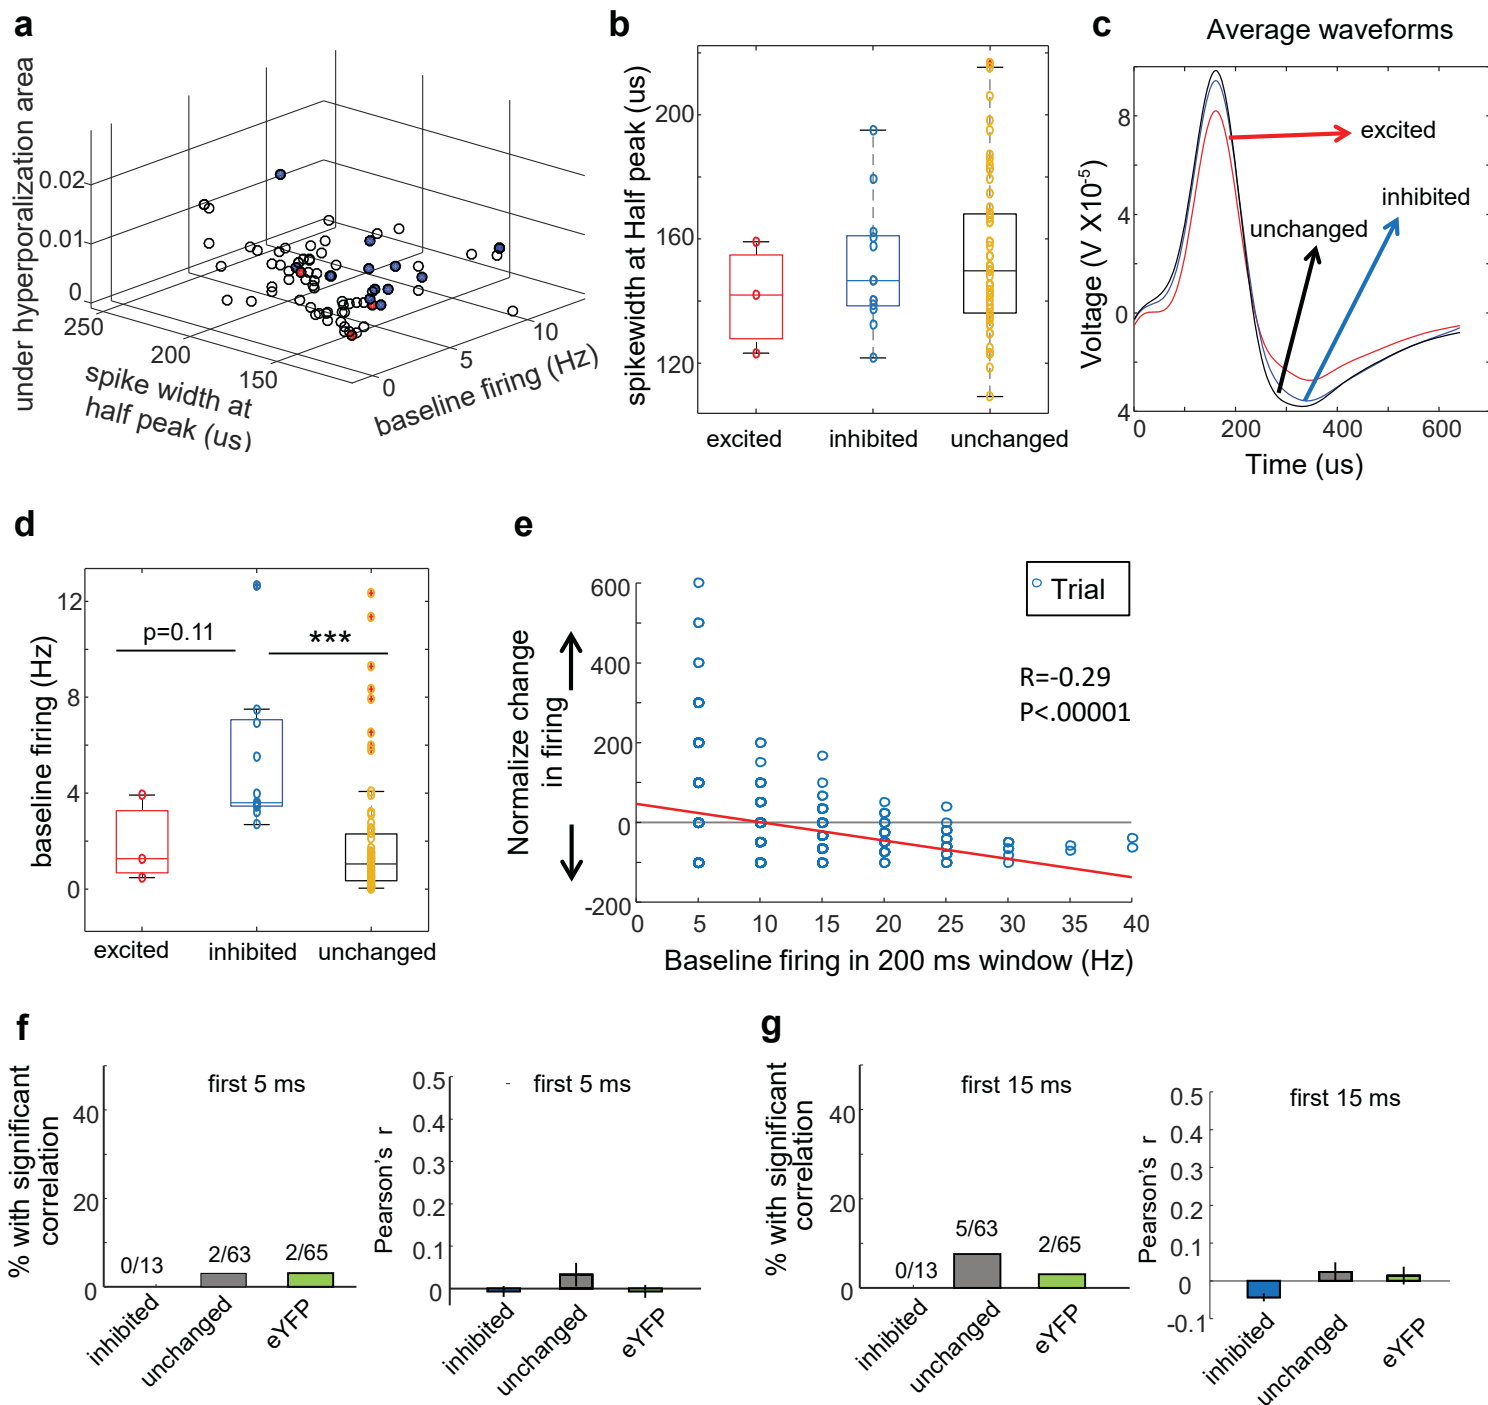 a
under hyperporalization area
0.02
0.01
0
250
200
150
spike width at
half peak (us)
0
5
10
baseline firing (Hz)
b
spikewidth at Half peak (us)
200
160
120
excited
inhibited
unchanged
c
Average waveforms
Voltage (V X10-5)
8
4
0
4
excited
inhibited
unchanged
0
200
400
600
Time (us)
d
baseline firing (Hz)
12
8
4
0
p=0.11
***
excited
inhibited
unchanged
e
Normalize change
in firing
600
400
200
0
-200
Trial
R=-0.29
P<.00001
0
5
10
15
20
25
30
35
40
Baseline firing in 200 ms window (Hz)
f
% with significant
correlation
40
20
0
first 5 ms
0/13
2/63
2/65
inhibited
unchanged
eYFP
Pearson's r
0.5
0.4
0.3
0.2
0.1
0
first 5 ms
inhibited
unchanged
eYFP
g
% with significant
correlation
40
20
0
first 15 ms
0/13
5/63
2/65
inhibited
unchanged
eYFP
Pearson's r
0.5
0.4
0.3
0.2
0.1
0
-0.1
first 15 ms
inhibited
unchanged
eYFP